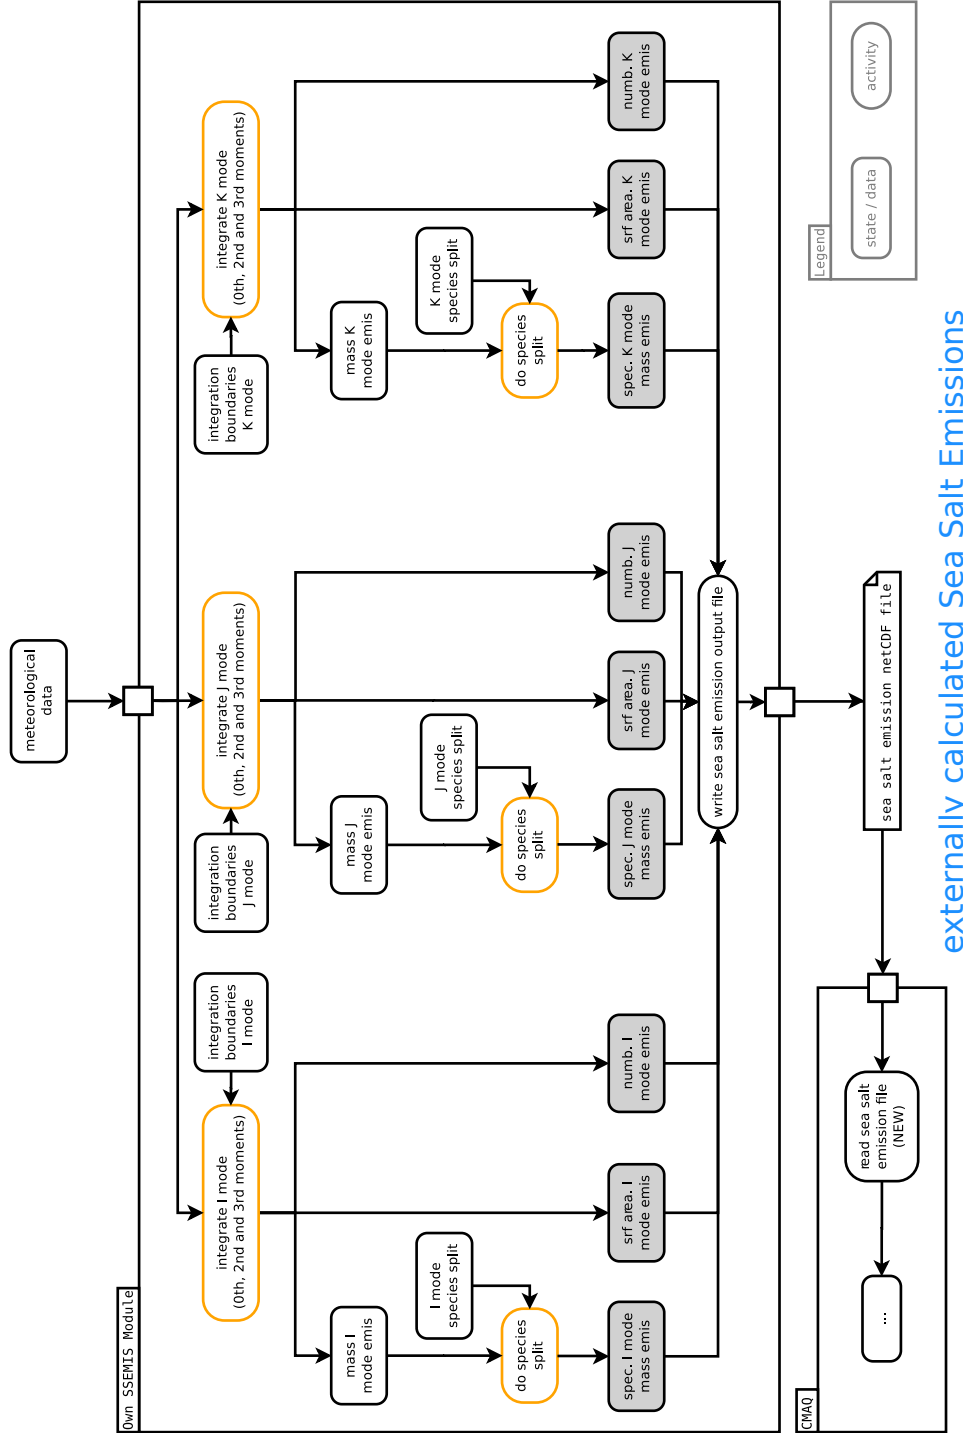 externally calculated Sea Salt Emissions
meteorological
data
Own SSEMIS Module
integration
boundaries
I mode
integration
boundaries
J mode
integration
boundaries
K mode
integrate I mode
(0th, 2nd and 3rd moments)
integrate J mode
(0th, 2nd and 3rd moments)
integrate K mode
(0th, 2nd and 3rd moments)
mass I
mode emis
I mode
species split
do species
split
mass J
mode emis
J mode
species split
do species
split
mass K
mode emis
K mode
species split
do species
split
spec. I mode
mass emis
srf area. I
mode emis
numb. I
mode emis
spec. J mode
mass emis
srf area. J
mode emis
numb. J
mode emis
spec. K mode
mass emis
srf area. K
mode emis
numb. K
mode emis
write sea salt emission output file
CMAQ
...
read sea salt
emission file
(NEW)
sea salt emission netCDF file
Legend
state / data
activity